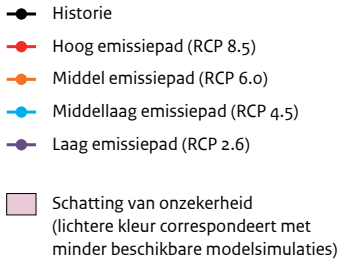 Historie
Hoog emissiepad (RCP 8.5)
Middel emissiepad (RCP 6.0)
Middellaag emissiepad (RCP 4.5)
Laag emissiepad (RCP 2.6)
Schatting van onzekerheid
(lichtere kleur correspondeert met
minder beschikbare modelsimulaties)